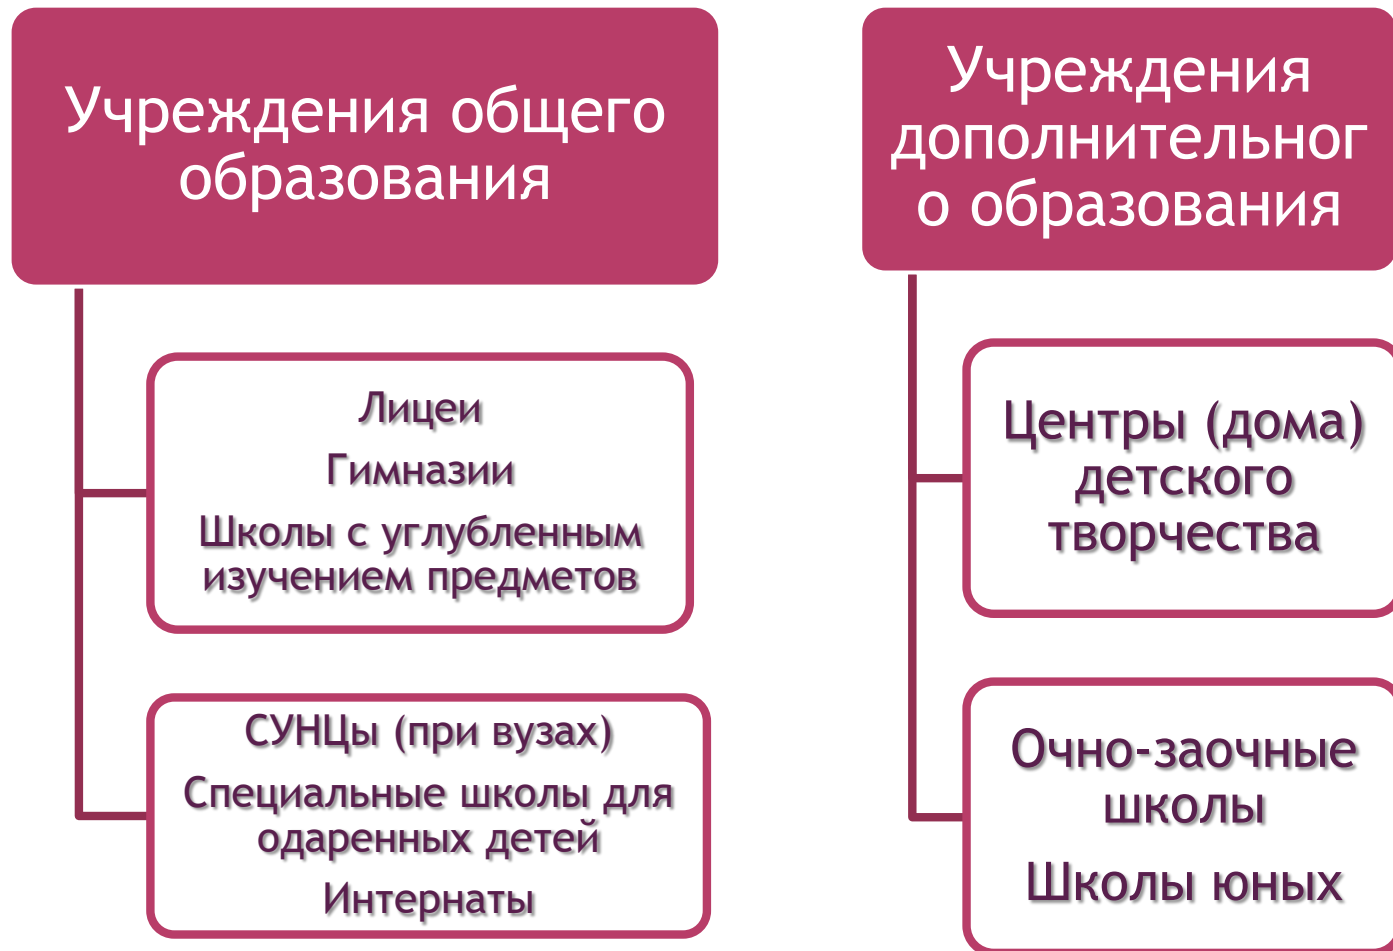 Учреждения общего
образования
Лицеи
Гимназии
Школы с углубленным
изучением предметов
СУНЦы (при вузах)
Специальные школы для
одаренных детей
Интернаты
Учреждения
дополнительног
о образования
Центры (дома)
детского
творчества
Очно-заочные
школы
Школы юных